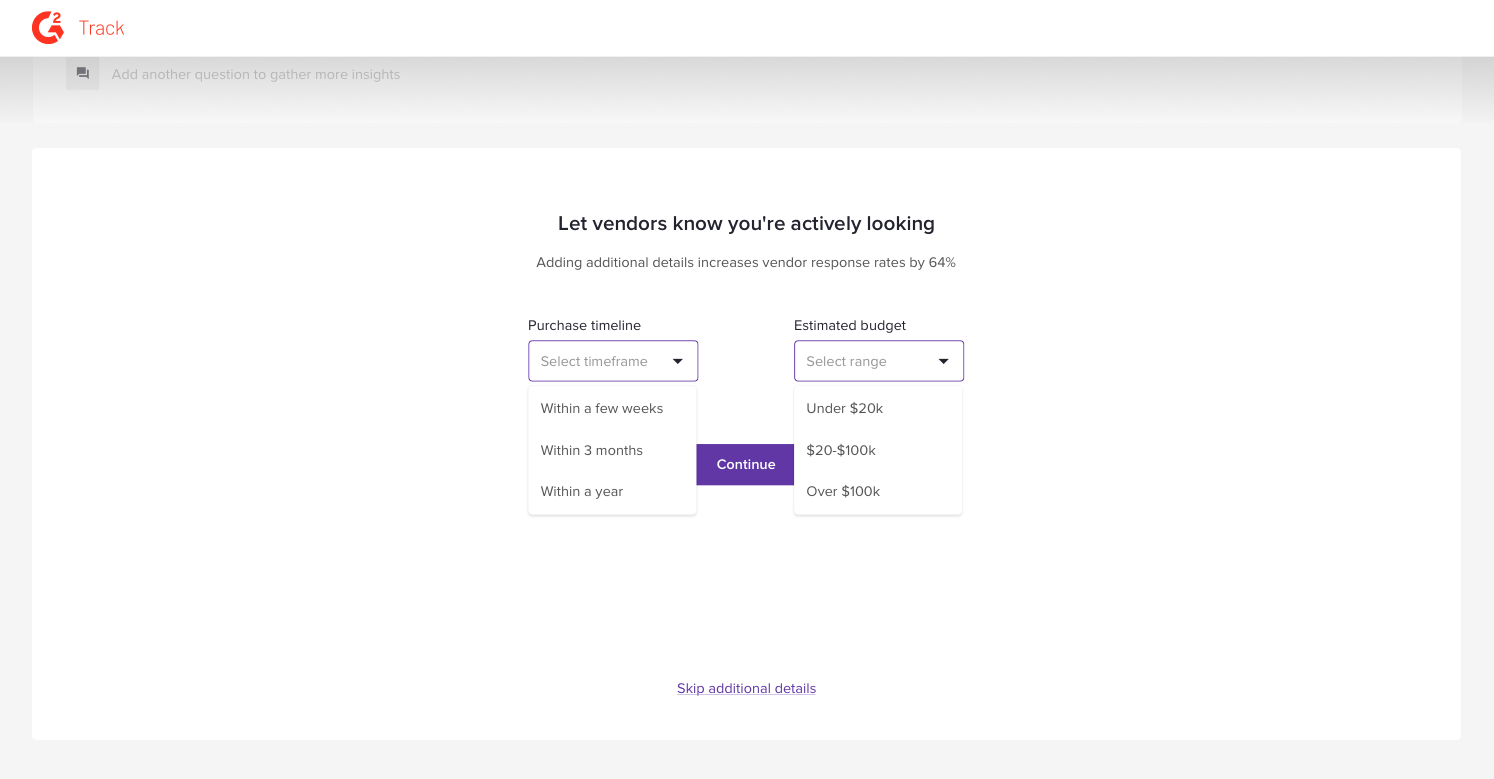 G2 Track
Add another question to gather more insights
Let vendors know you're actively looking
Adding additional details increases vendor response rates by 64%
Purchase timeline
Estimated budget
Select timeframe
Select range
Within a few weeks
Under $20k
Within 3 months
$20-$100k
Continue
Within a year
Over $100k
Skip additional details